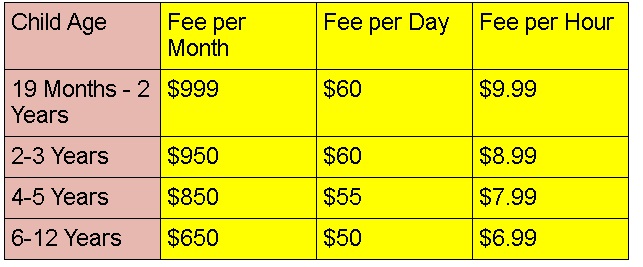 Child Age Fee per Month Fee per Day Fee per Hour
19 Months - 2 Years $999 $60 $9.99
2-3 Years $950 $60 $8.99
4-5 Years $850 $55 $7.99
6-12 Years $650 $50 $6.99